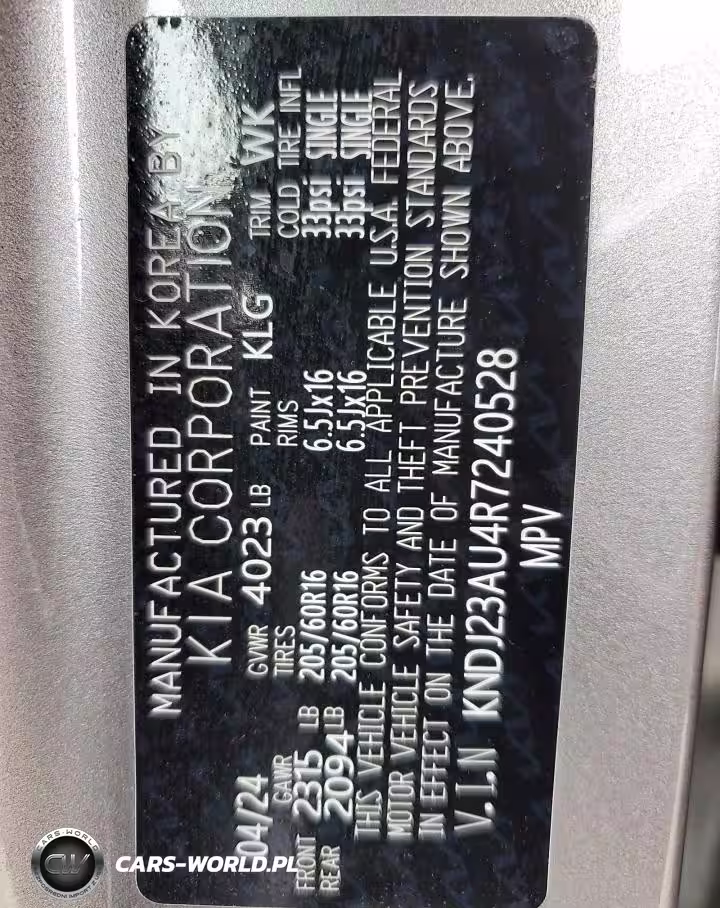 MANUFACTURED IN KOREA BY
KIA CORPORATION
04/24 GVWR 4023 LB PAINT KLG TRIM WK
GAWR TIRES RIMS COLD TIRE INFL
FRONT 2315 LB 205/60R16 6.5Jx16 33psi SINGLE
REAR 2094 LB 205/60R16 6.5Jx16 33psi SINGLE
THIS VEHICLE CONFORMS TO ALL APPLICABLE U.S.A. FEDERAL
MOTOR VEHICLE SAFETY AND THEFT PREVENTION STANDARDS
IN EFFECT ON THE DATE OF MANUFACTURE SHOWN ABOVE.
V.I.N KNDJ23AU4R7240528
MPV
CARS-WORLD
CW
CARS-WORLD.PL